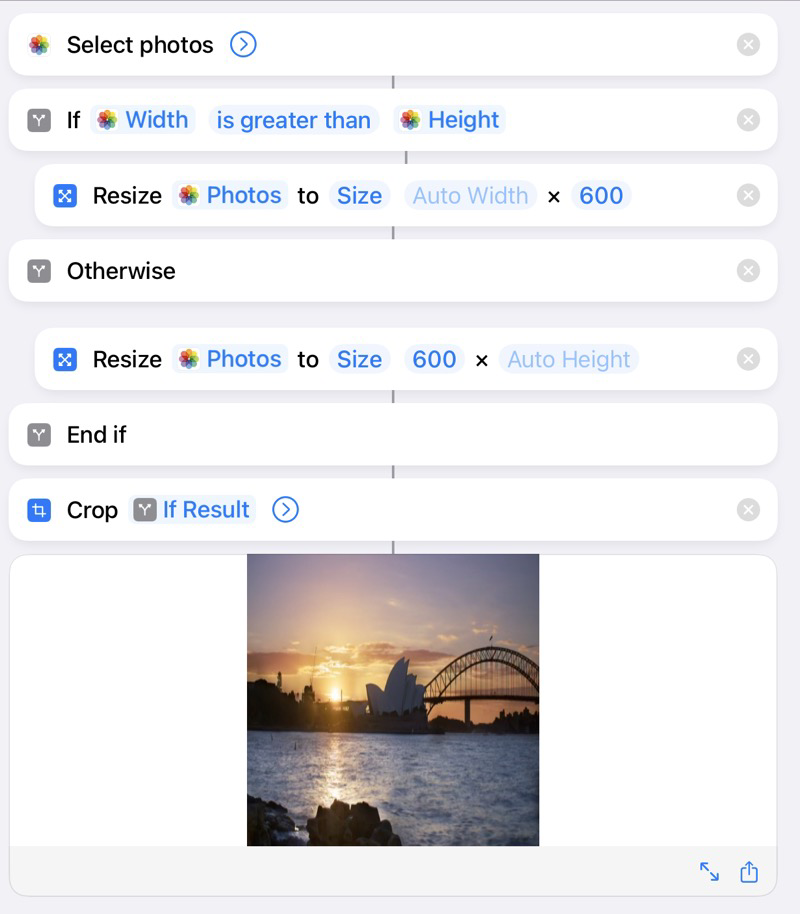 Select photos
If Width is greater than Height
Resize Photos to Size Auto Width × 600
Otherwise
Resize Photos to Size 600 × Auto Height
End if
Crop If Result